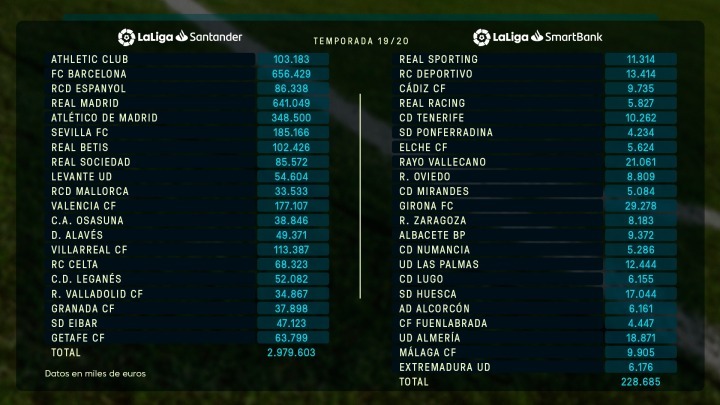 LaLiga Santander
TEMPORADA 19/20
LaLiga SmartBank
ATHLETIC CLUB 103.183
FC BARCELONA 656.429
RCD ESPANYOL 86.338
REAL MADRID 641.049
ATLÉTICO DE MADRID 348.500
SEVILLA FC 185.166
REAL BETIS 102.426
REAL SOCIEDAD 85.572
LEVANTE UD 54.604
RCD MALLORCA 33.533
VALENCIA CF 177.107
C.A. OSASUNA 38.846
D. ALAVÉS 49.371
VILLARREAL CF 113.387
RC CELTA 68.323
C.D. LEGANÉS 52.082
R. VALLADOLID CF 34.867
GRANADA CF 37.898
SD EIBAR 47.123
GETAFE CF 63.799
TOTAL 2.979.603
Datos en miles de euros
REAL SPORTING 11.314
RC DEPORTIVO 13.414
CÁDIZ CF 9.735
REAL RACING 5.827
CD TENERIFE 10.262
SD PONFERRADINA 4.234
ELCHE CF 5.624
RAYO VALLECANO 21.061
R. OVIEDO 8.809
CD MIRANDES 5.084
GIRONA FC 29.278
R. ZARAGOZA 8.183
ALBACETE BP 9.372
CD NUMANCIA 5.286
UD LAS PALMAS 12.444
CD LUGO 6.155
SD HUESCA 17.044
AD ALCORCÓN 6.161
CF FUENLABRADA 4.447
UD ALMERÍA 18.871
MÁLAGA CF 9.905
EXTREMADURA UD 6.176
TOTAL 228.685